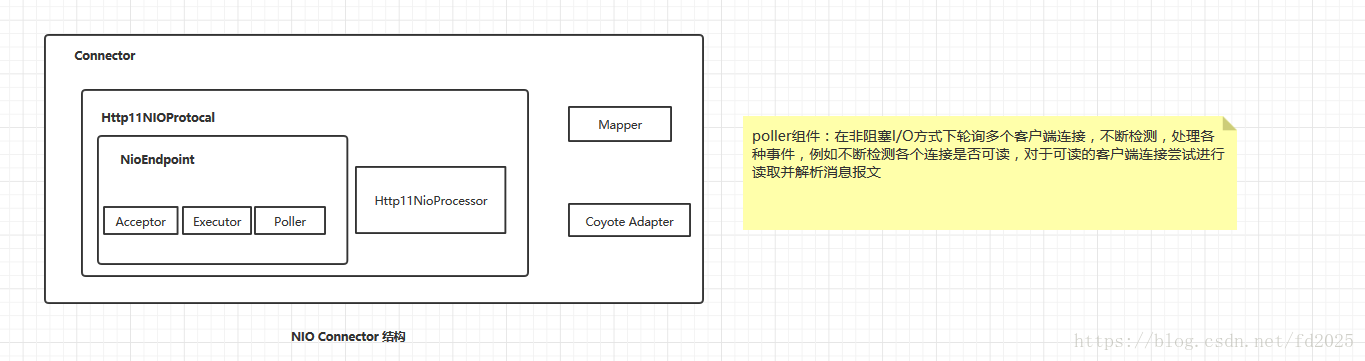 Connector
Http11NIOProtocal
NioEndpoint
Acceptor
Executor
Poller
Http11NioProcessor
Mapper
Coyote Adapter
NIO Connector 结构
poller组件：在非阻塞I/O方式下轮询多个客户端连接，不断检测，处理各
种事件，例如不断检测各个连接是否可读，对于可读的客户端连接尝试进行
读取并解析消息报文
https://blog.csdn.net/fd2025